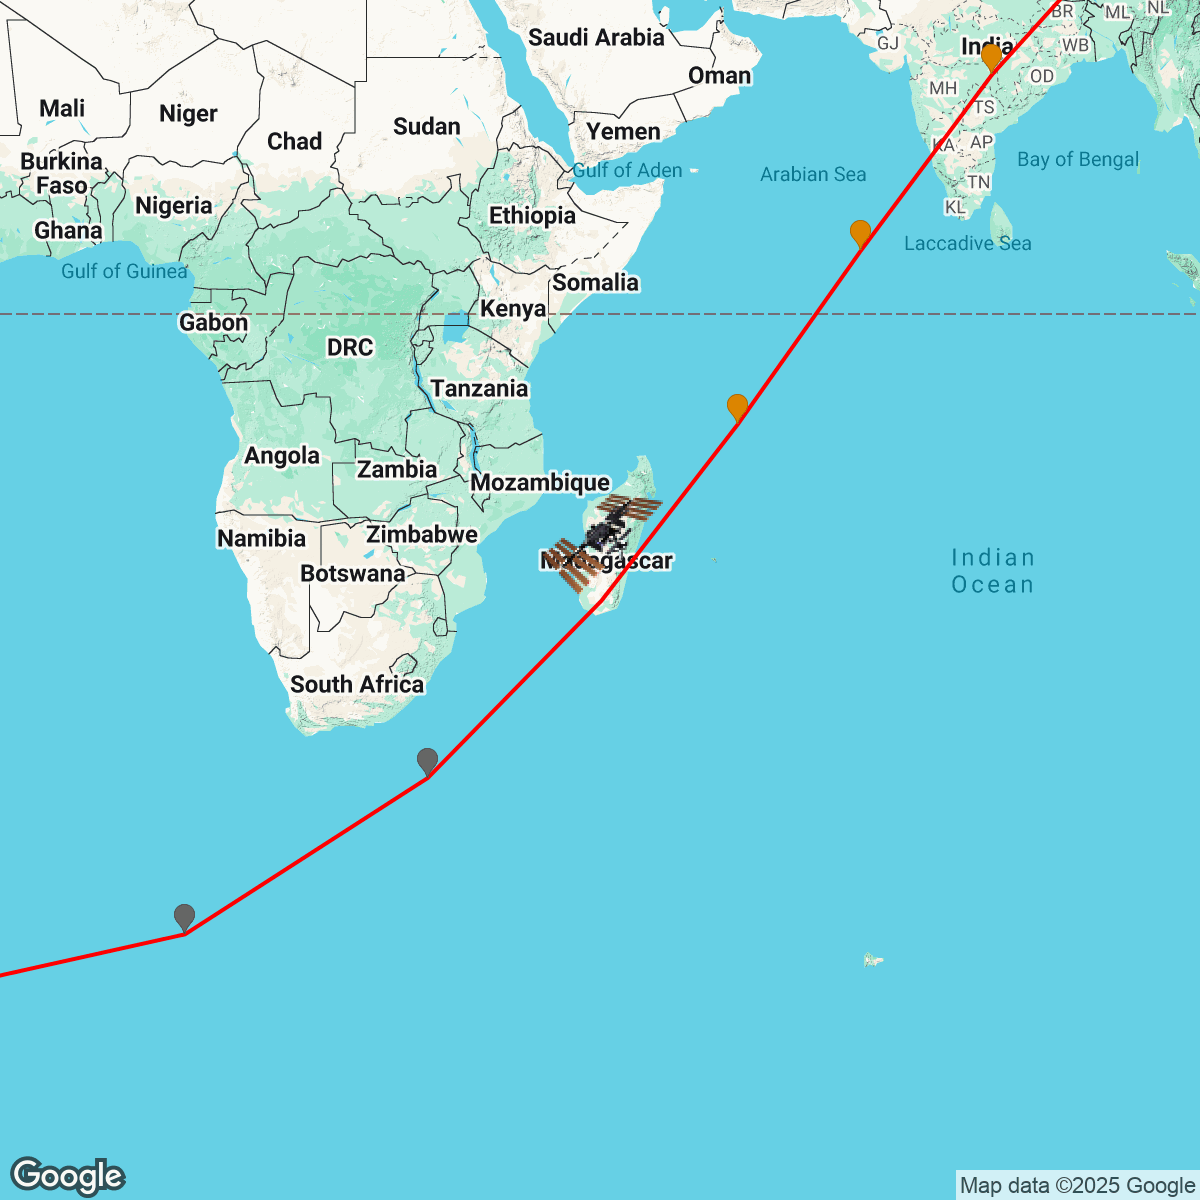 Saudi Arabia
Oman
Mali
Niger
Chad
Sudan
Yemen
Gulf of Aden
Arabian Sea
India
GJ
BR
ML
NL
WB
MH
OD
TS
KA
AP
TN
KL
Bay of Bengal
Laccadive Sea
Burkina
Faso
Nigeria
Ghana
Ethiopia
Gulf of Guinea
Somalia
Kenya
Gabon
DRC
Tanzania
Angola
Zambia
Mozambique
Namibia
Zimbabwe
Botswana
Madagascar
Indian
Ocean
South Africa
Google
Map data ©2025 Google